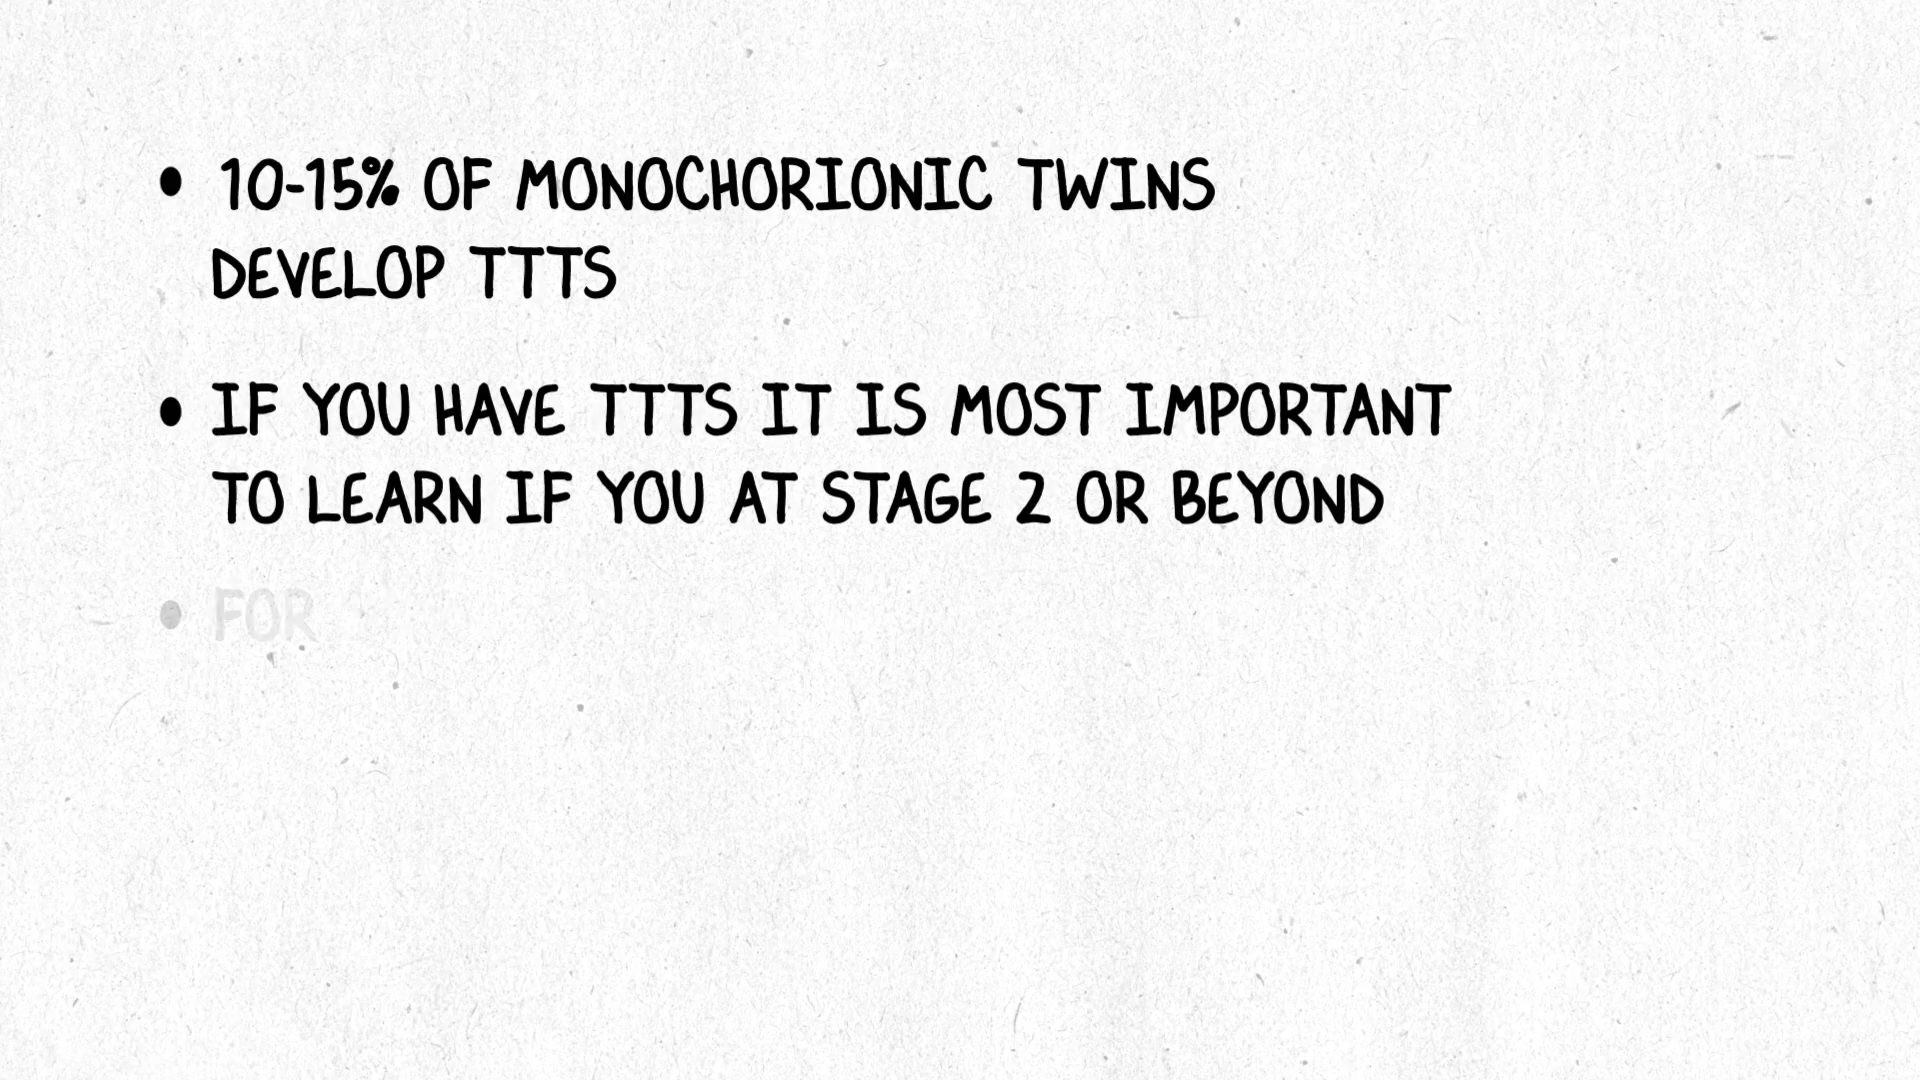 • 10-15% OF MONOCHORIONIC TWINS
DEVELOP TTTS
• IF YOU HAVE TTTS IT IS MOST IMPORTANT
TO LEARN IF YOU AT STAGE 2 OR BEYOND
• FOR